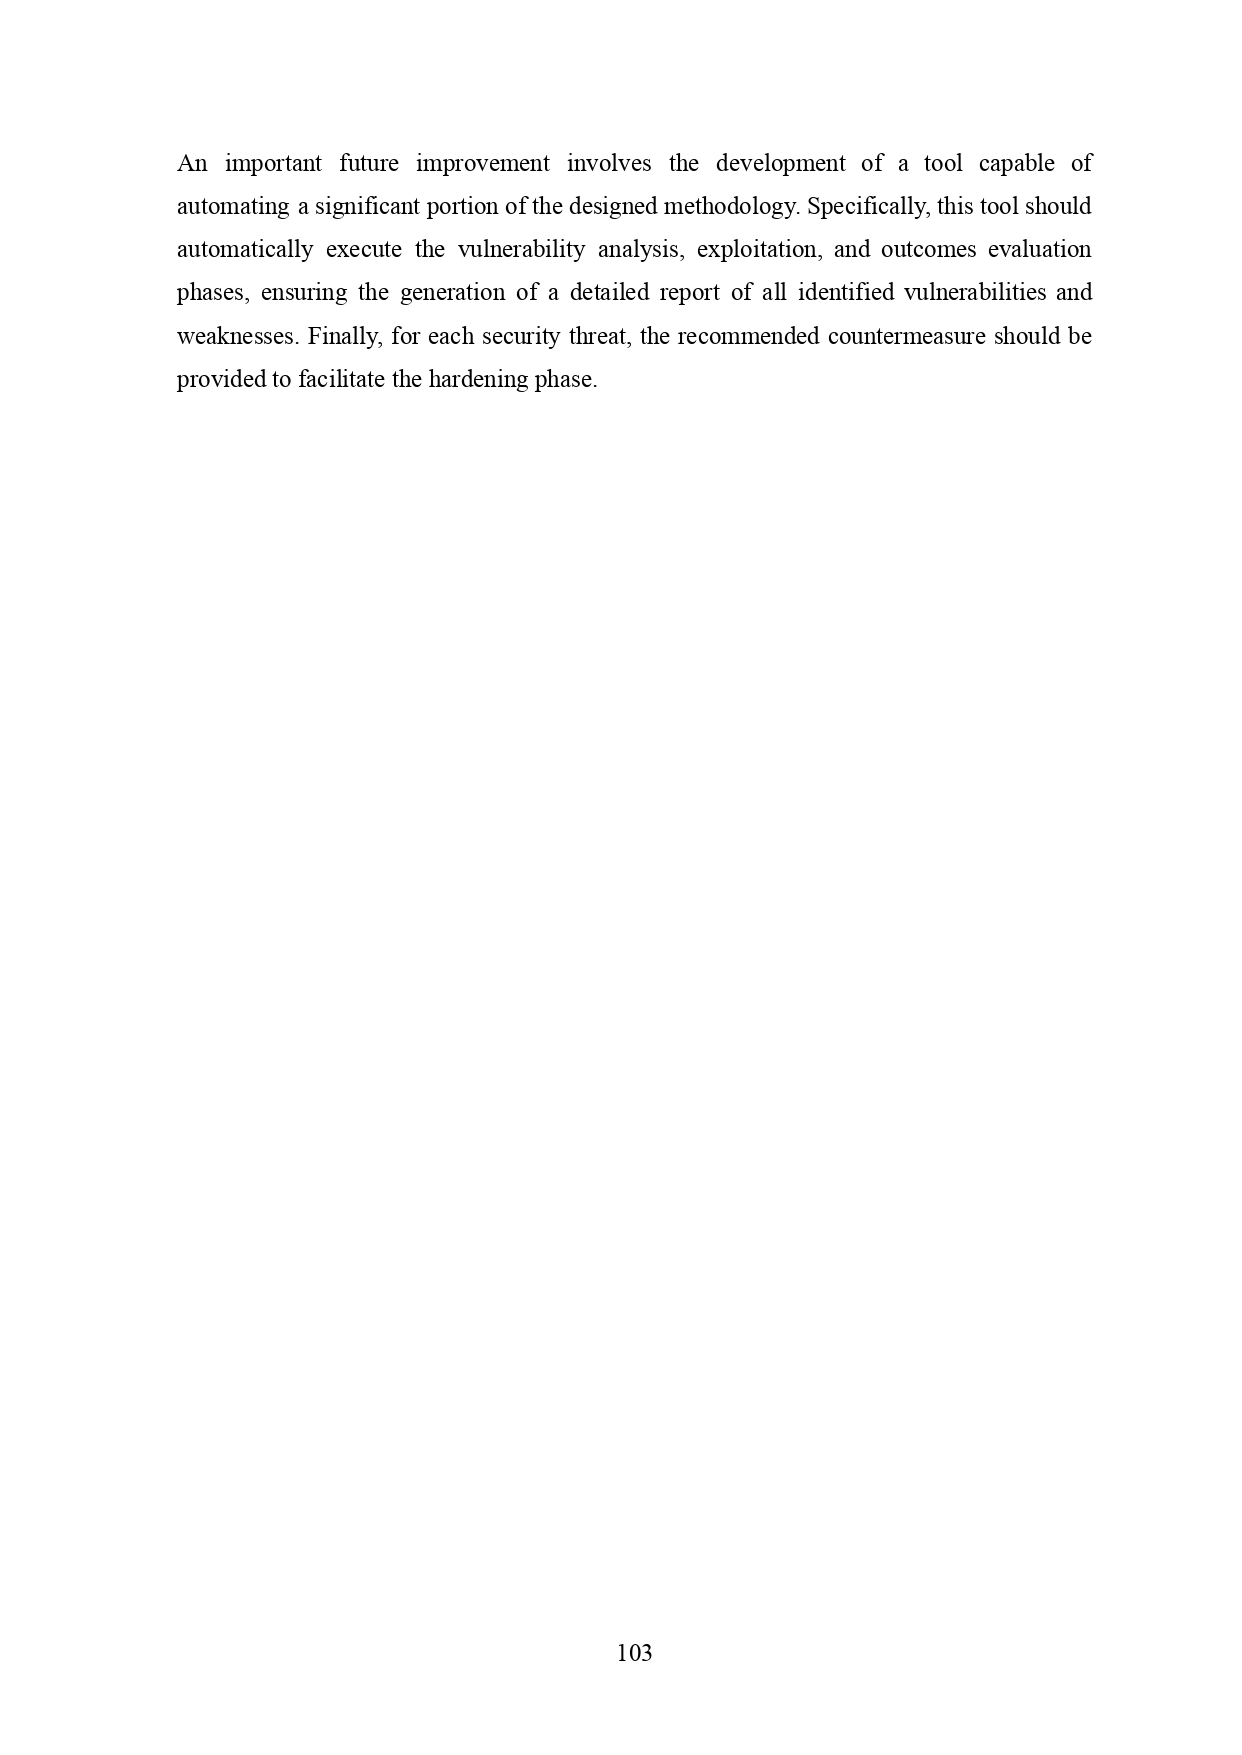 An important future improvement involves the development of a tool capable of
automating a significant portion of the designed methodology. Specifically, this tool should
automatically execute the vulnerability analysis, exploitation, and outcomes evaluation
phases, ensuring the generation of a detailed report of all identified vulnerabilities and
weaknesses. Finally, for each security threat, the recommended countermeasure should be
provided to facilitate the hardening phase.
103